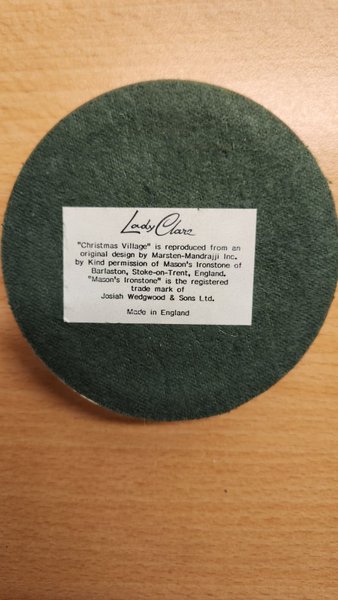 Lady Clare
"Christmas Village" is reproduced from an
original design by Marsten-Mandrajji Inc.
by Kind permission of Mason's Ironstone of
Barlaston, Stoke-on-Trent, England.
"Mason's Ironstone" is the registered
trade mark of
Josiah Wedgwood & Sons Ltd.
Made in England